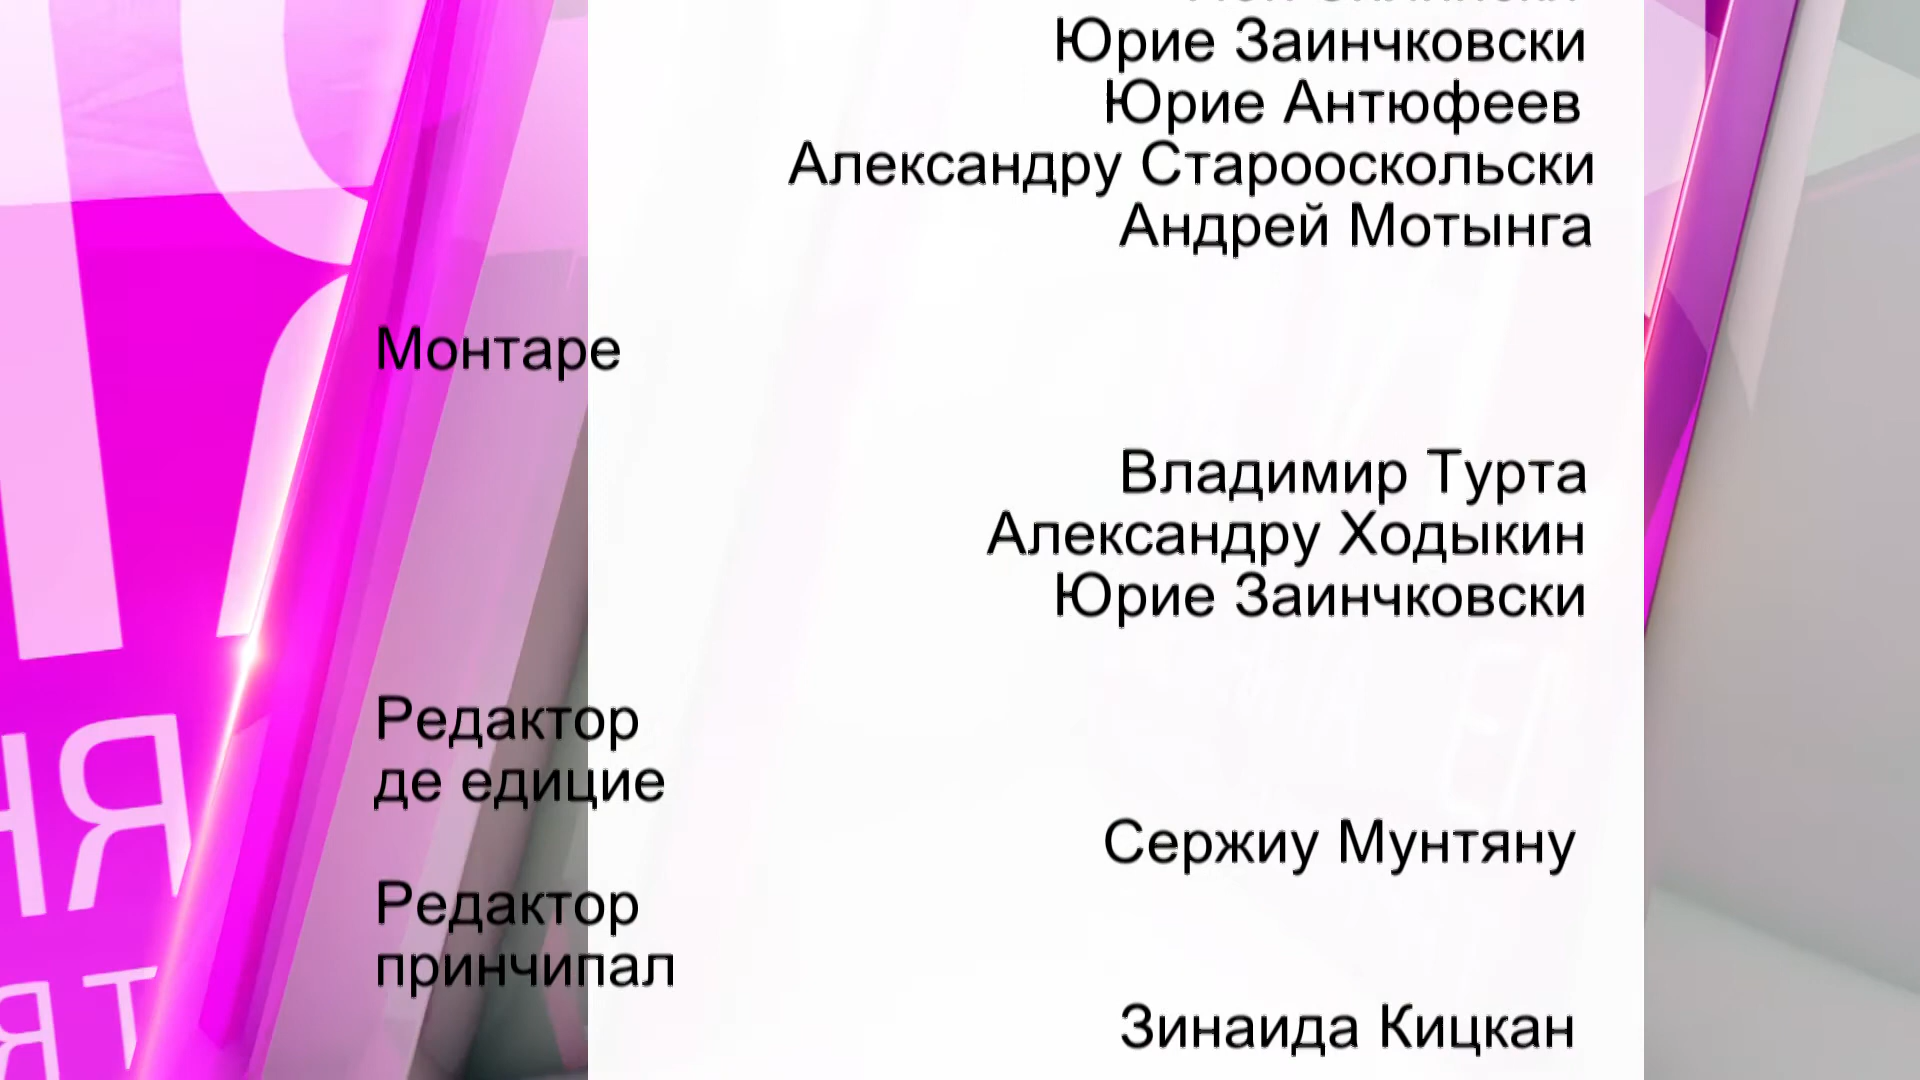 Юрие Заинчковски
Юрие Антюфеев
Александру Старооскольски
Андрей Мотынга
Монтаре
Владимир Турта
Александру Ходыкин
Юрие Заинчковски
Редактор
де едицие
Сержиу Мунтяну
Редактор
принчипал
Зинаида Кицкан